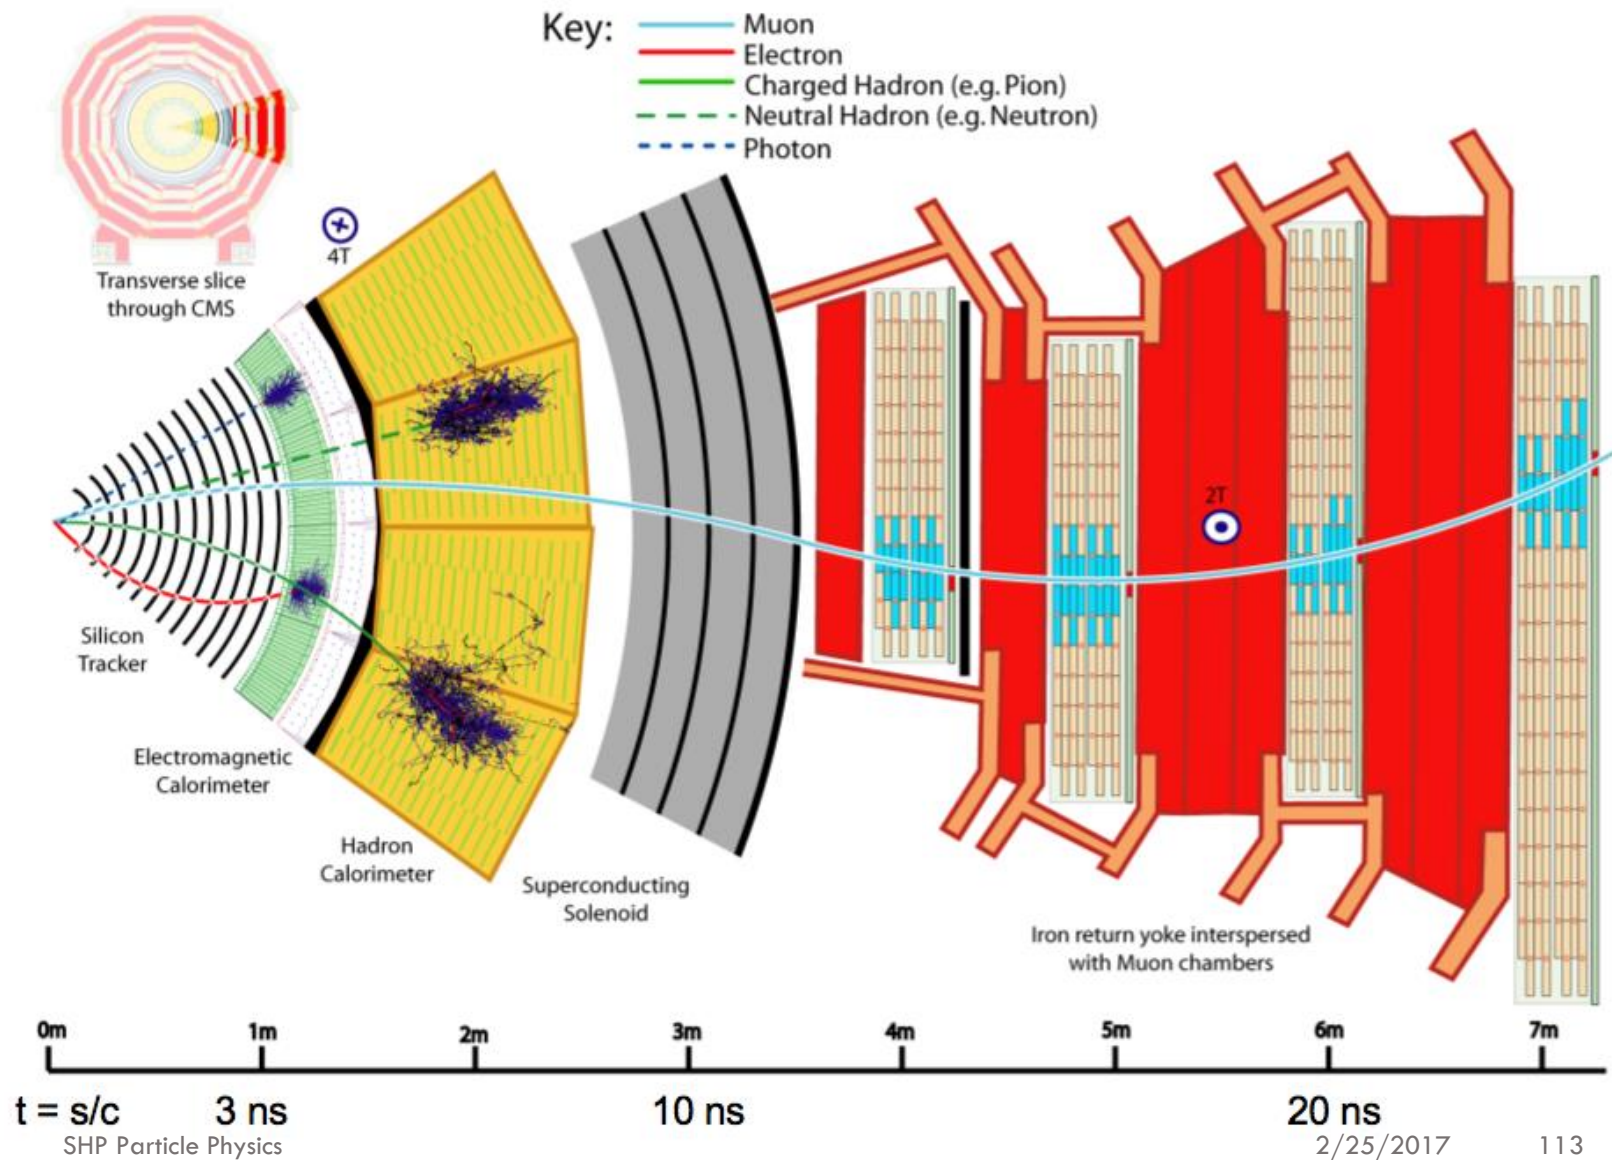 Key:
Muon
Electron
Charged Hadron (e.g. Pion)
Neutral Hadron (e.g. Neutron)
Photon
Transverse slice
through CMS
4T
2T
Silicon
Tracker
Electromagnetic
Calorimeter
Hadron
Calorimeter
Superconducting
Solenoid
Iron return yoke interspersed
with Muon chambers
0m 1m 2m 3m 4m 5m 6m 7m
t = s/c 3 ns 10 ns 20 ns
SHP Particle Physics 2/25/2017 113